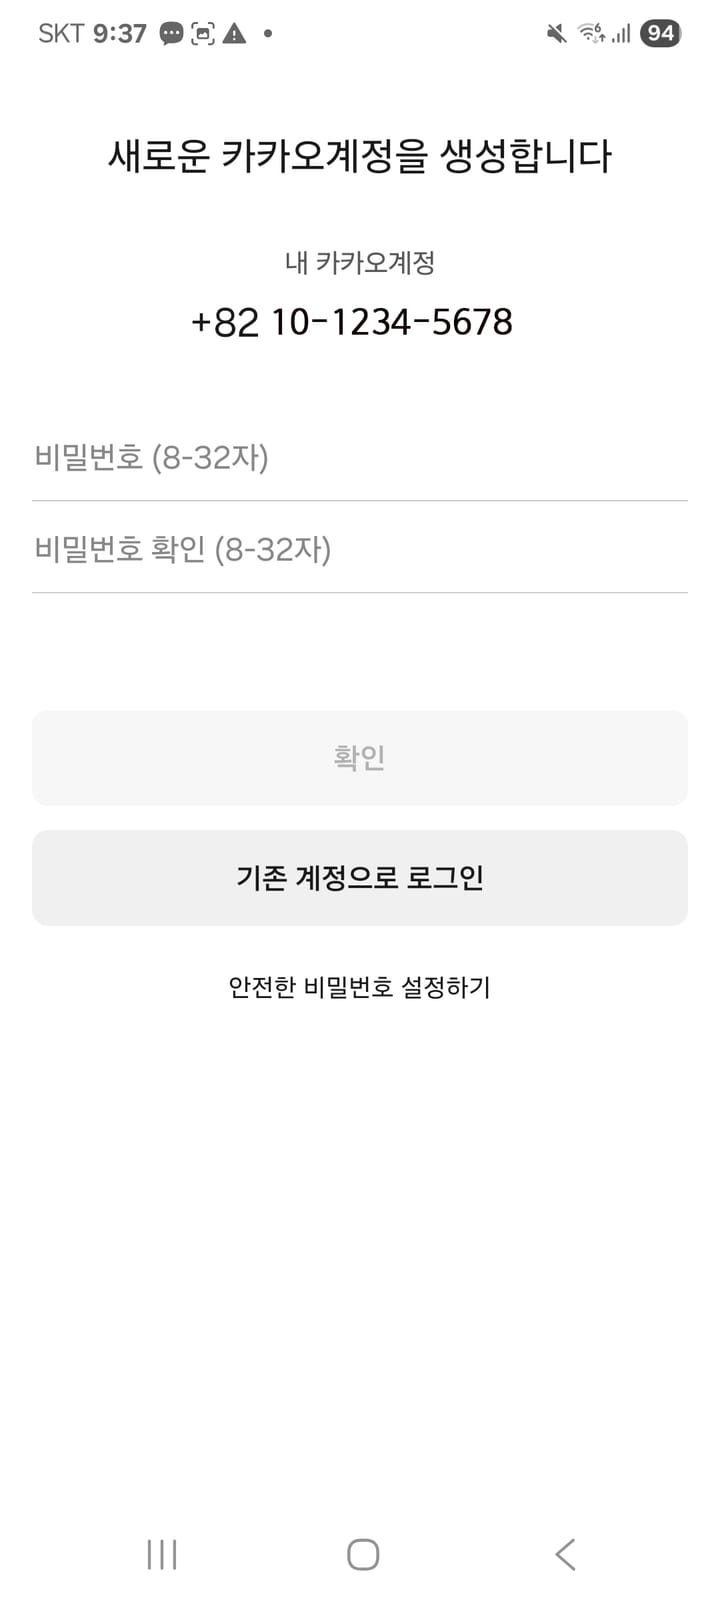 SKT 9:37
94
새로운 카카오계정을 생성합니다
내 카카오계정
+82 10-1234-5678
비밀번호 (8-32자)
비밀번호 확인 (8-32자)
확인
기존 계정으로 로그인
안전한 비밀번호 설정하기